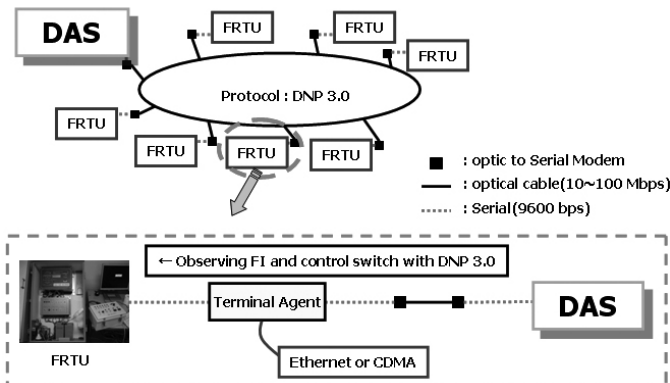 DAS
FRTU
FRTU
FRTU
Protocol : DNP 3.0
FRTU
FRTU
FRTU
FRTU
: optic to Serial Modem
: optical cable(10~100 Mbps)
: Serial(9600 bps)
← Observing FI and control switch with DNP 3.0
Terminal Agent
DAS
FRTU
Ethernet or CDMA